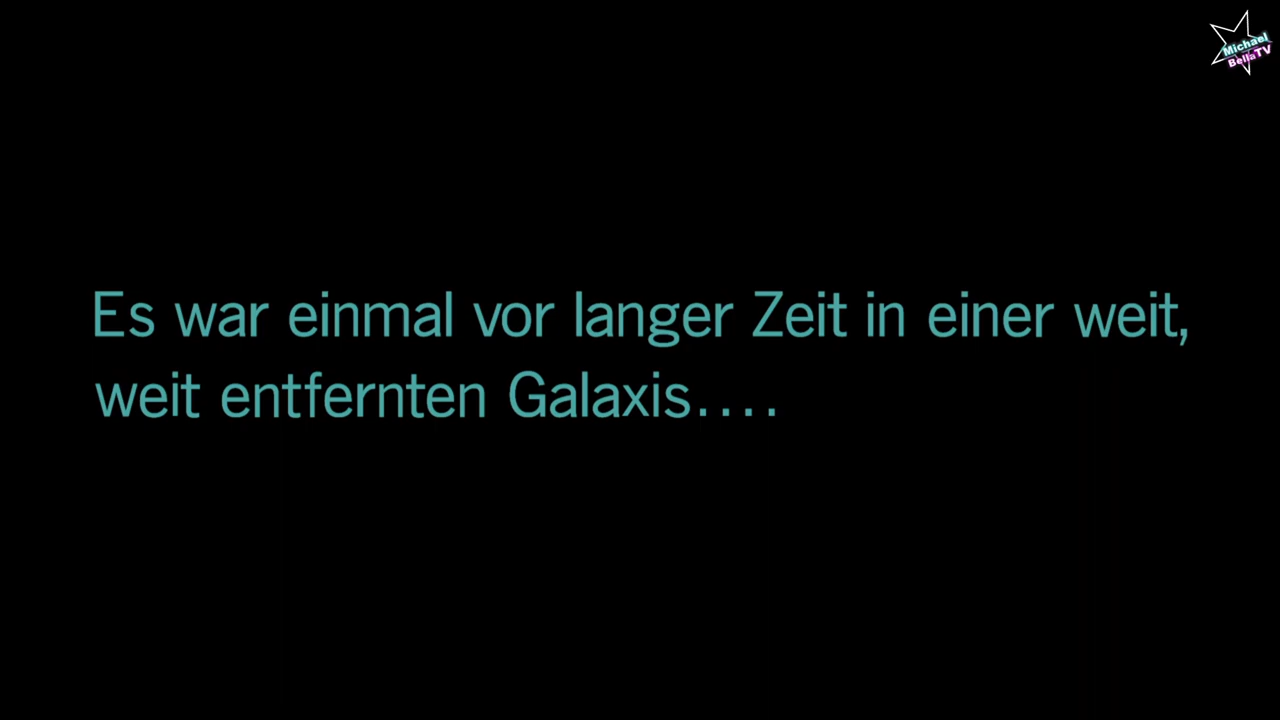 Michael
BellaTV
Es war einmal vor langer Zeit in einer weit,
weit entfernten Galaxis....